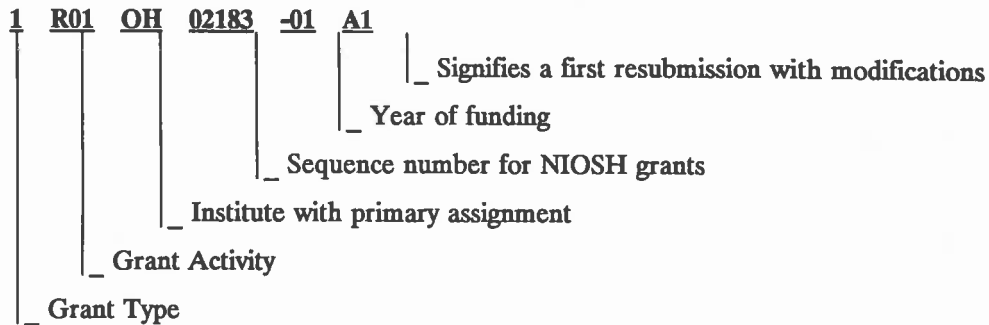 1 R01 OH 02183 -01 A1
Signifies a first resubmission with modifications
Year of funding
Sequence number for NIOSH grants
Institute with primary assignment
Grant Activity
Grant Type